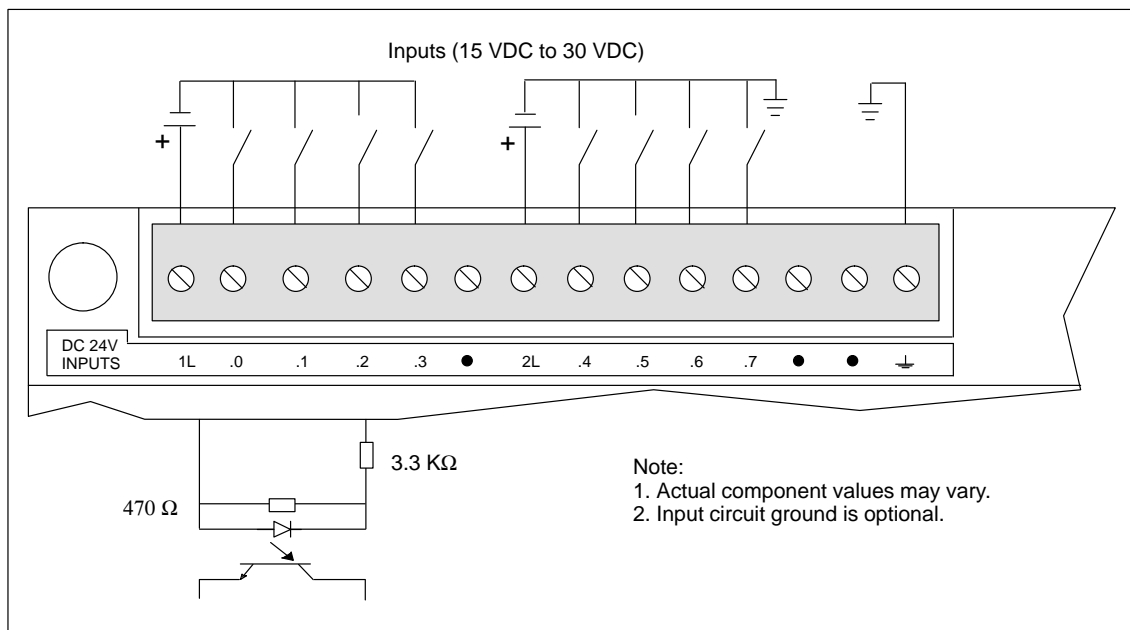 Inputs (15 VDC to 30 VDC)
+ +
DC 24V
INPUTS
1L .0 .1 .2 .3 ● 2L .4 .5 .6 .7 ● ●
3.3 KΩ
470 Ω
Note:
1. Actual component values may vary.
2. Input circuit ground is optional.